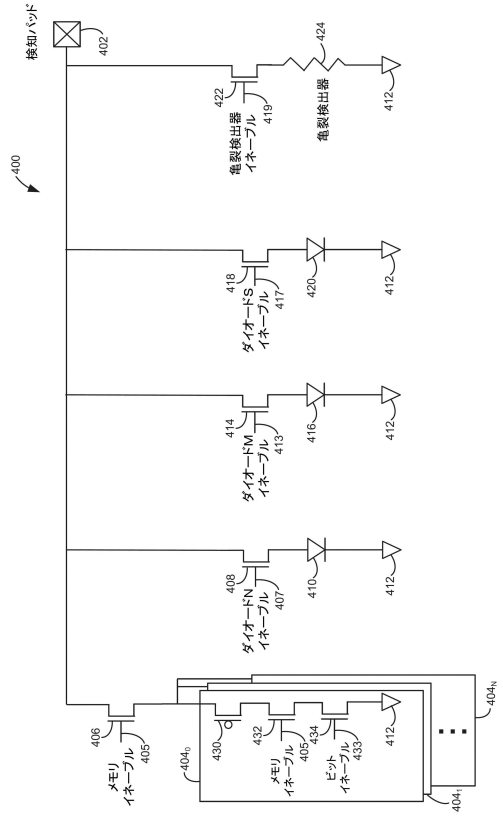 400
検知パッド
402
メモリ
イネーブル
406
405
ダイオードN
イネーブル
408
407
410
412
ダイオードM
イネーブル
414
413
416
412
ダイオードS
イネーブル
418
417
420
412
亀裂検出器
イネーブル
422
419
424
亀裂検出器
412
404₀
430
432
メモリ
イネーブル
405
434
ビット
イネーブル
433
412
404₁
404N